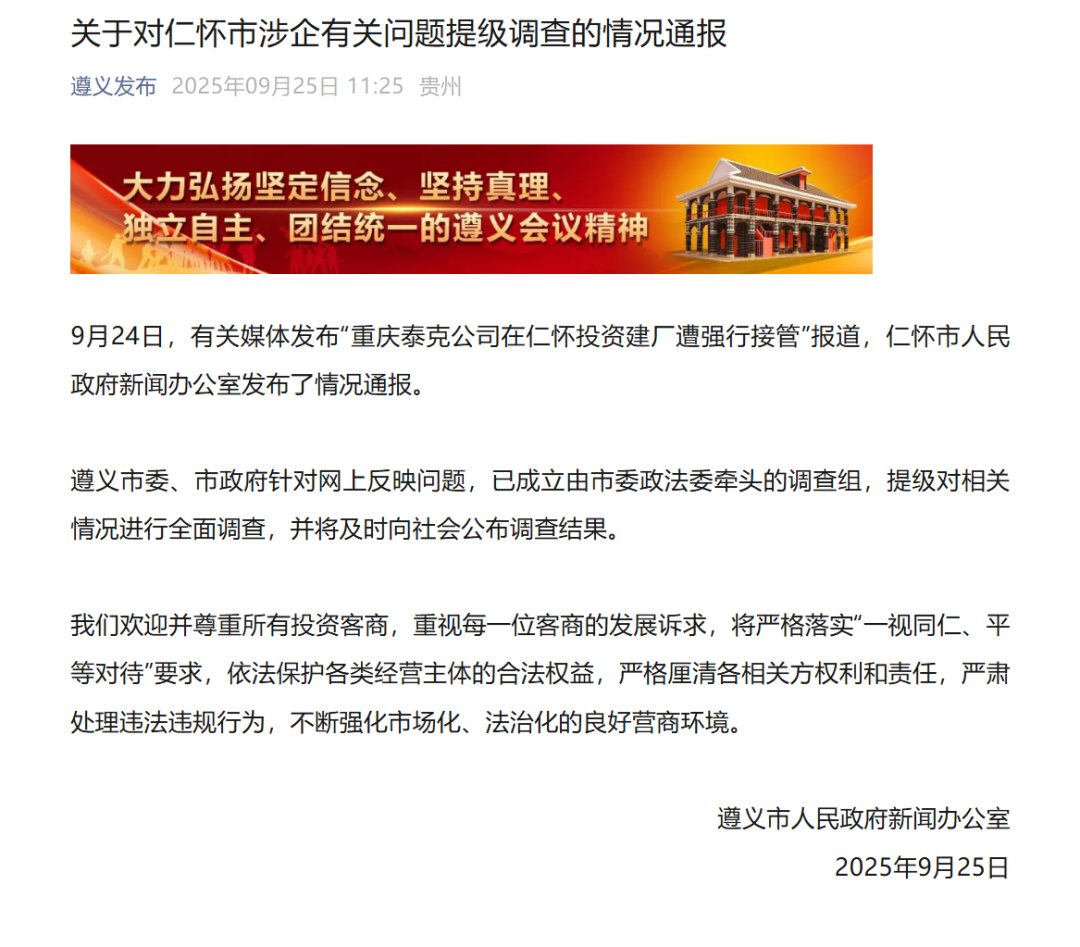 关于对仁怀市涉企有关问题提级调查的情况通报
遵义发布 2025年09月25日 11:25 贵州
大力弘扬坚定信念、坚持真理、
独立自主、团结统一的遵义会议精神
9月24日，有关媒体发布“重庆泰克公司在仁怀投资建厂遭强行接管”报道，仁怀市人民
政府新闻办公室发布了情况通报。
遵义市委、市政府针对网上反映问题，已成立由市委政法委牵头的调查组，提级对相关
情况进行全面调查，并将及时向社会公布调查结果。
我们欢迎并尊重所有投资客商，重视每一位客商的发展诉求，将严格落实“一视同仁、平
等对待”要求，依法保护各类经营主体的合法权益，严格厘清各相关方权利和责任，严肃
处理违法违规行为，不断强化市场化、法治化的良好营商环境。
遵义市人民政府新闻办公室
2025年9月25日